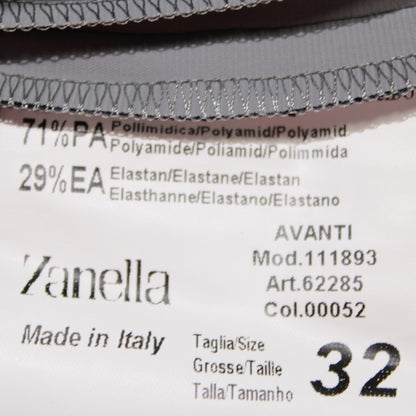 71%PA Pollimidica/Polyamid/Polyamid
Polyamide/Poliamid/Polimmida
29%EA Elastan/Elastane/Elastan
Elasthanne/Elastano/Elastano
AVANTI
Mod.111893
Zanella Art.62285
Col.00052
Made in Italy Taglia/Size
Grosse/Taille 32
Talla/Tamanho